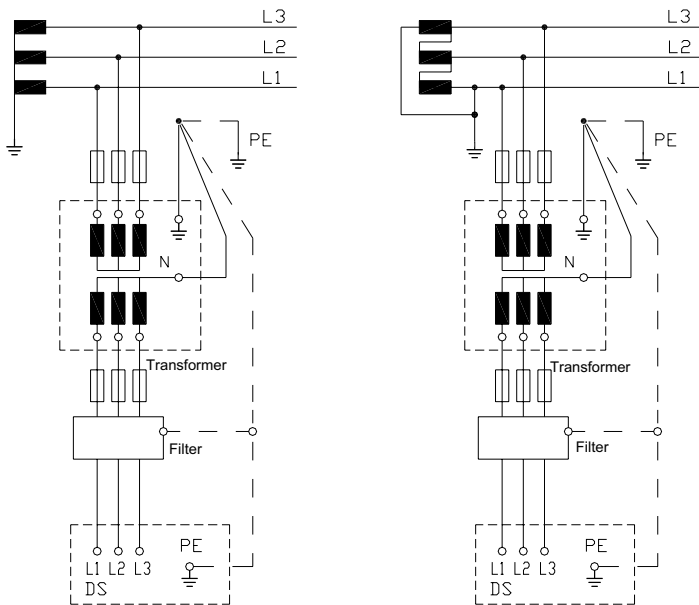 L3
L2
L1
PE
N
Transformer
Filter
PE
L1 L2 L3
DS
L3
L2
L1
PE
N
Transformer
Filter
PE
L1 L2 L3
DS